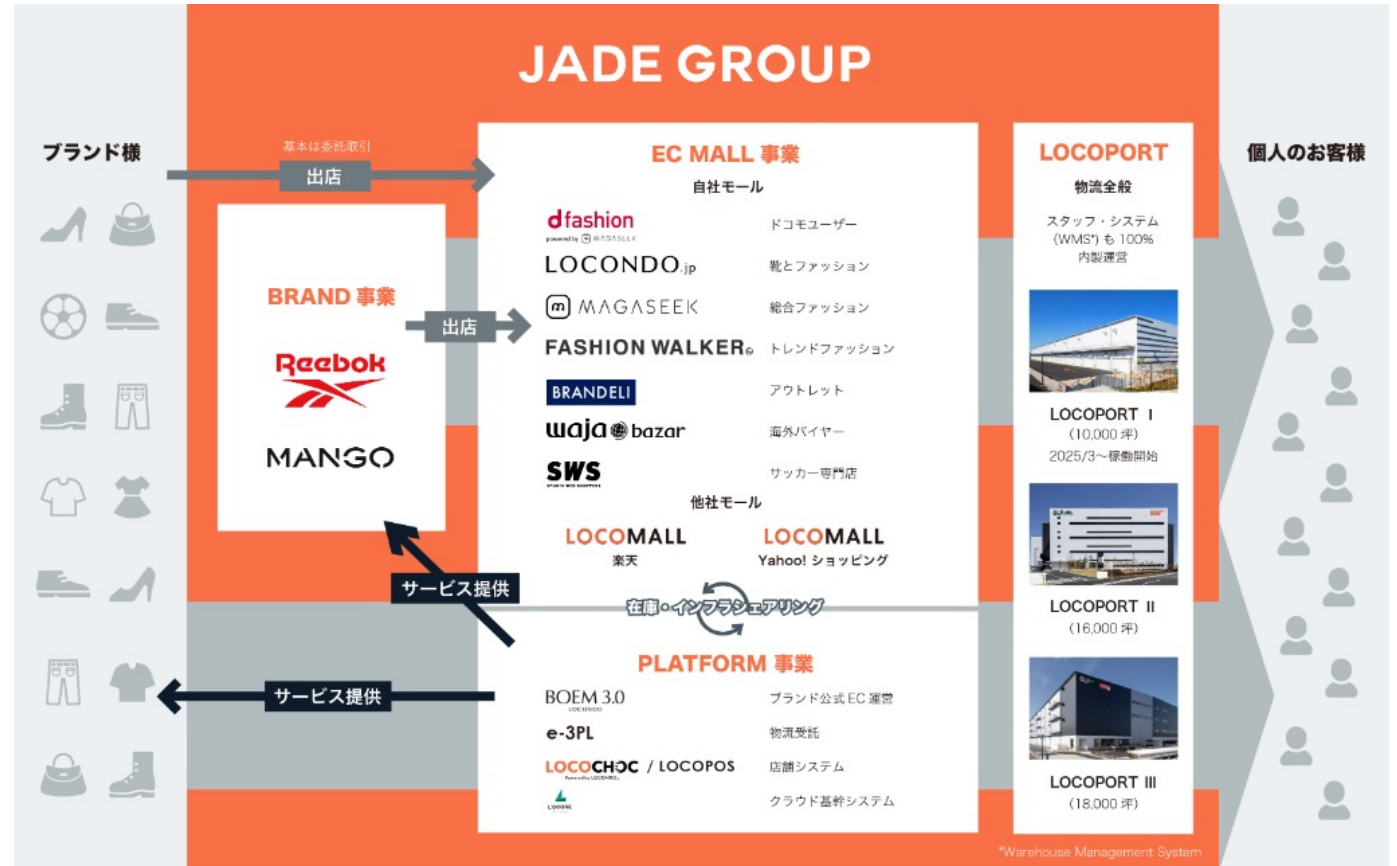 JADE GROUP
ブランド様
基本は委託取引
出店
BRAND 事業
Reebok
MANGO
出店
EC MALL 事業
自社モール
d fashion
powered by m MAGASEEK
ドコモユーザー
LOCONDO.jp
靴とファッション
m MAGASEEK
総合ファッション
FASHION WALKER
トレンドファッション
BRANDELI
アウトレット
waja bazar
海外バイヤー
SWS
サッカー専門店
他社モール
LOCOMALL
楽天
LOCOMALL
Yahoo! ショッピング
在庫・インフラシェアリング
サービス提供
サービス提供
PLATFORM 事業
BOEM 3.0
LOCONDO
ブランド公式 EC 運営
e-3PL
物流受託
LOCOCHOC / LOCOPOS
店舗システム
クラウド基幹システム
LOCOPORT
物流全般
スタッフ・システム
(WMS*) も 100%
内製運営
LOCOPORT I
(10,000 坪)
2025/3~稼働開始
LOCOPORT II
(16,000 坪)
LOCOPORT III
(18,000 坪)
個人のお客様
*Warehouse Management System